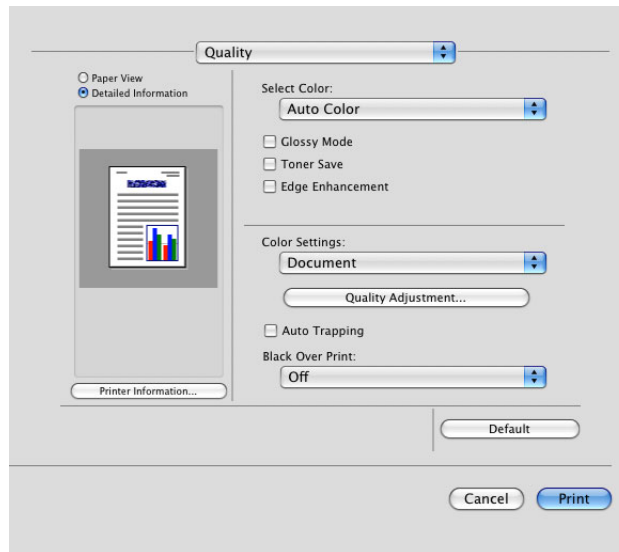 Quality
Paper View
Detailed Information
Printer Information...
Select Color:
Auto Color
Glossy Mode
Toner Save
Edge Enhancement
Color Settings:
Document
Quality Adjustment...
Auto Trapping
Black Over Print:
Off
Default
Cancel
Print